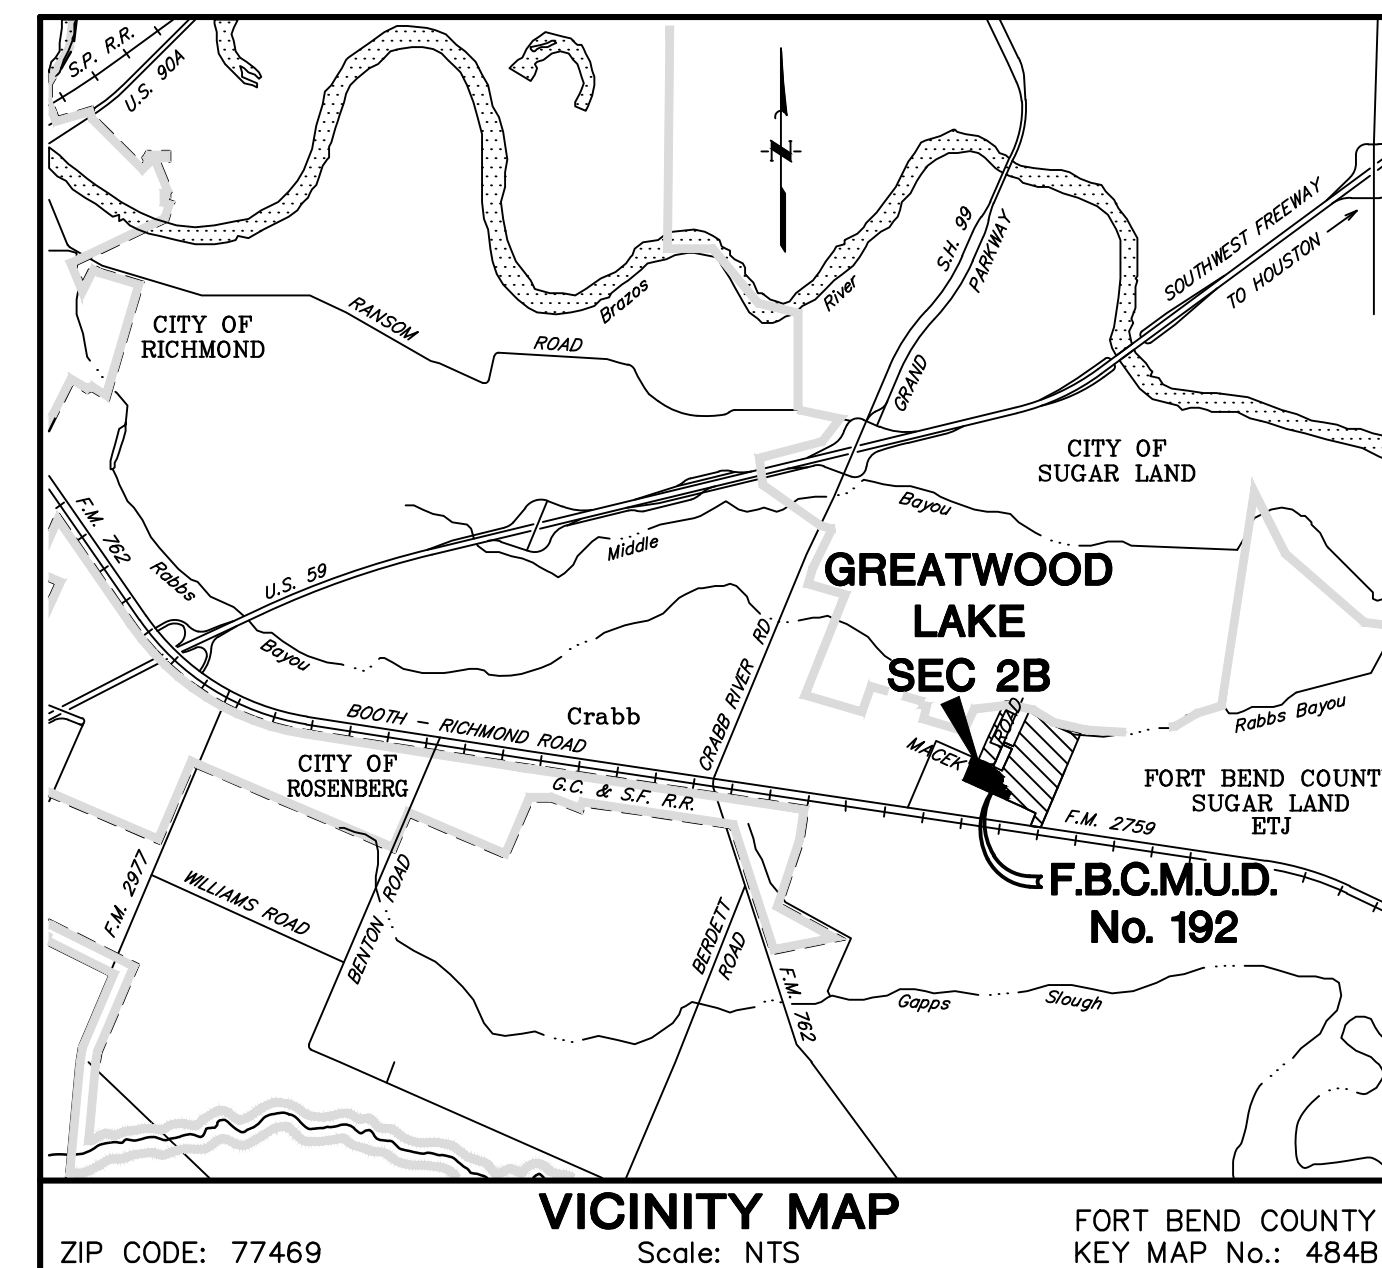 S.P. R.R.
U.S. 90A
N
S.H. 99
GRAND PARKWAY
SOUTHWEST FREEWAY
TO HOUSTON
Brazos River
CITY OF
RICHMOND
RANSOM ROAD
CITY OF
SUGAR LAND
F.M. 762
Rabbs Bayou
U.S. 59
Middle Bayou
GREATWOOD
LAKE
SEC 2B
CRABB RIVER RD.
Rabbs Bayou
BOOTH - RICHMOND ROAD
Crabb
MACEK ROAD
CITY OF
ROSENBERG
G.C. & S.F. R.R.
FORT BEND COUNT
SUGAR LAND
ETJ
F.M. 2759
F.B.C.M.U.D.
No. 192
F.M. 2977
WILLIAMS ROAD
BENTON ROAD
BERDETT
ROAD
F.M. 762
Gapps Slough
VICINITY MAP
Scale: NTS
ZIP CODE: 77469
FORT BEND COUNTY
KEY MAP No.: 484B